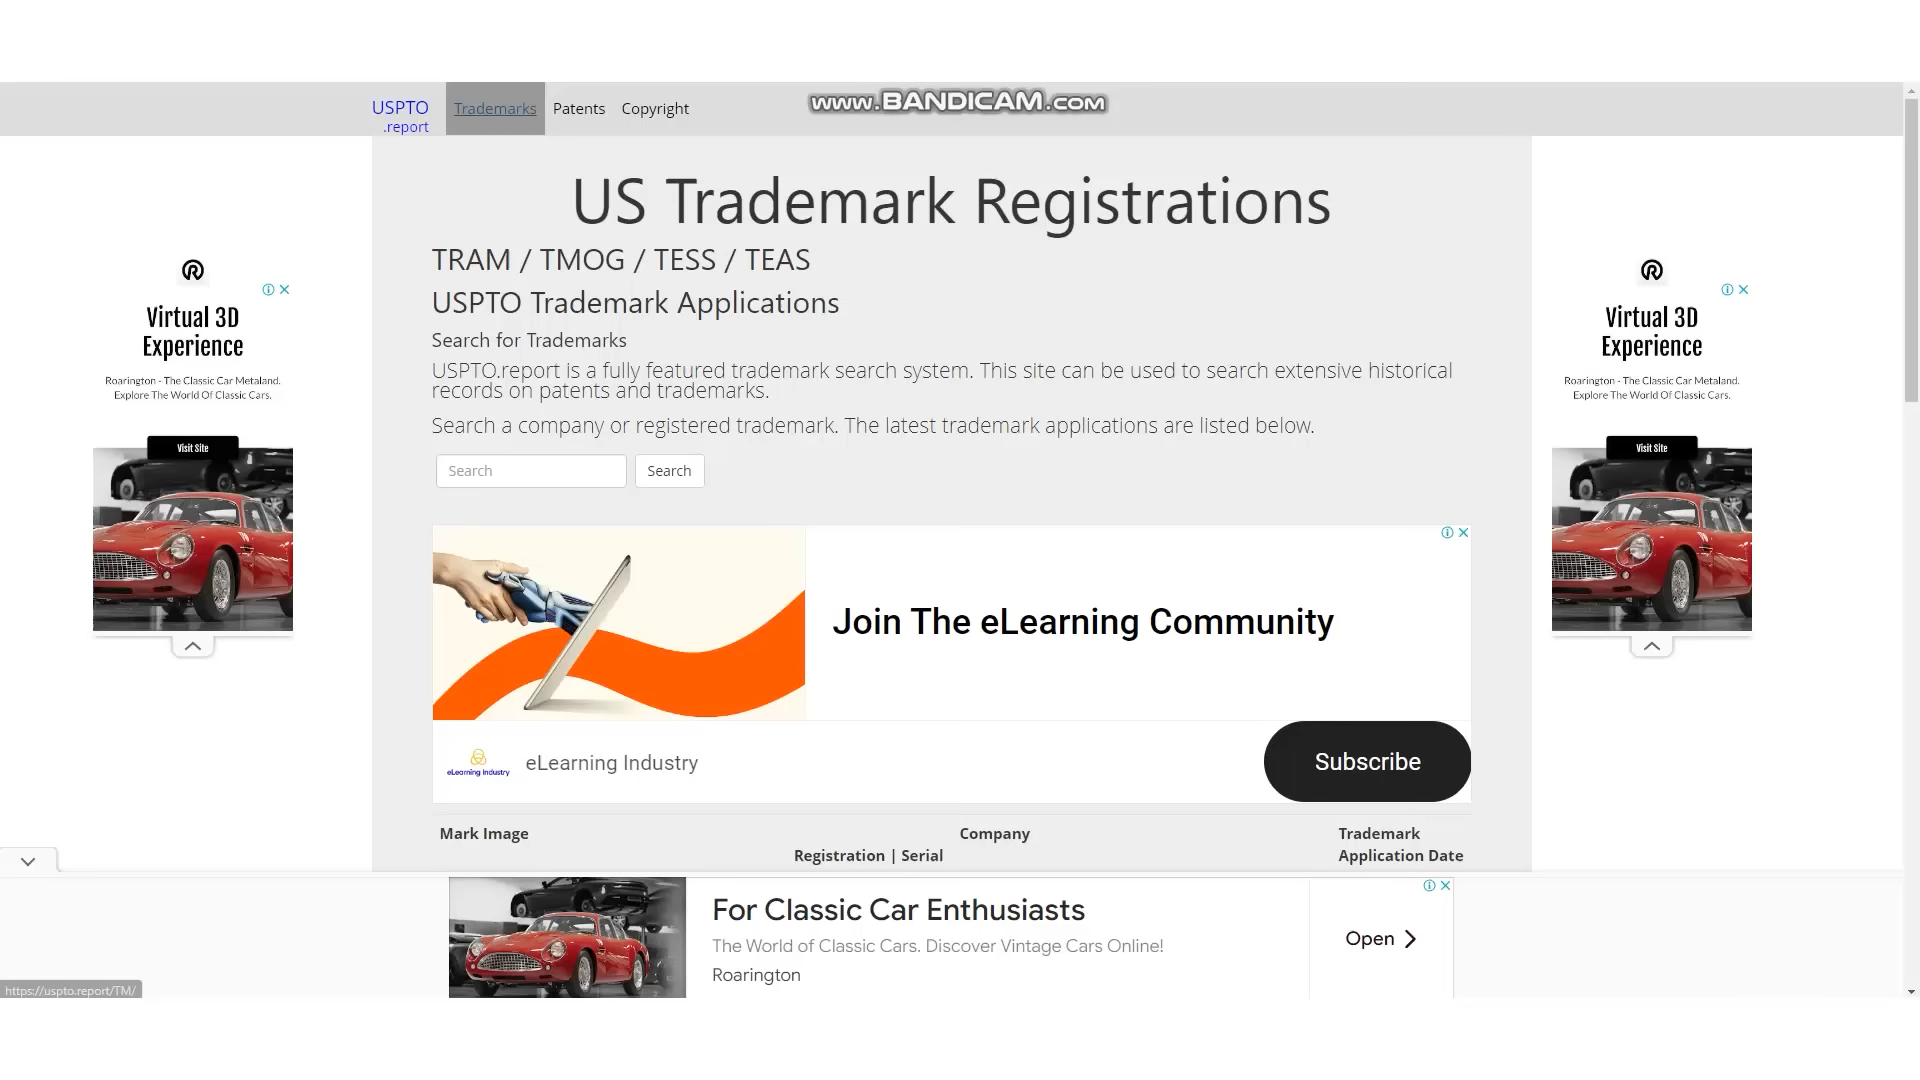 USPTO
.report
Trademarks
Patents
Copyright
www.BANDICAM.com
US Trademark Registrations
TRAM / TMOG / TESS / TEAS
USPTO Trademark Applications
Search for Trademarks
USPTO.report is a fully featured trademark search system. This site can be used to search extensive historical
records on patents and trademarks.
Search a company or registered trademark. The latest trademark applications are listed below.
Search
Search
Virtual 3D
Experience
Roarington - The Classic Car Metaland.
Explore The World Of Classic Cars.
Visit Site
Virtual 3D
Experience
Roarington - The Classic Car Metaland.
Explore The World Of Classic Cars.
Visit Site
Join The eLearning Community
eLearning Industry
eLearning Industry
Subscribe
Mark Image
Registration | Serial
Company
Trademark
Application Date
For Classic Car Enthusiasts
The World of Classic Cars. Discover Vintage Cars Online!
Roarington
Open
https://uspto.report/TM/